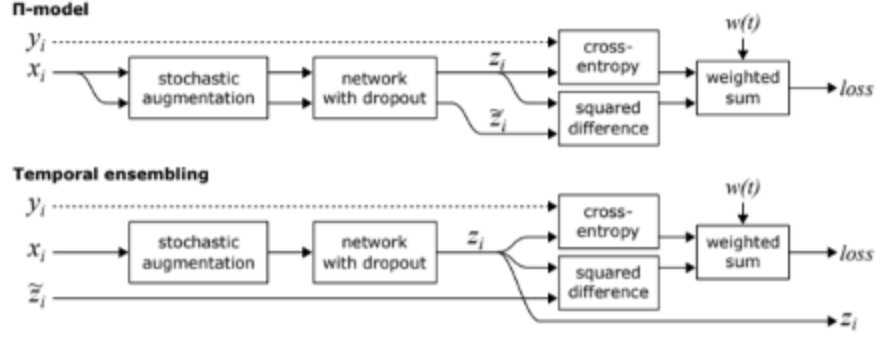 Π-model
w(t)
y_i
x_i
stochastic
augmentation
network
with dropout
z_i
z̃_i
cross-
entropy
squared
difference
weighted
sum
loss
Temporal ensembling
w(t)
y_i
x_i
z̃_i
stochastic
augmentation
network
with dropout
z_i
cross-
entropy
squared
difference
weighted
sum
loss
z_i